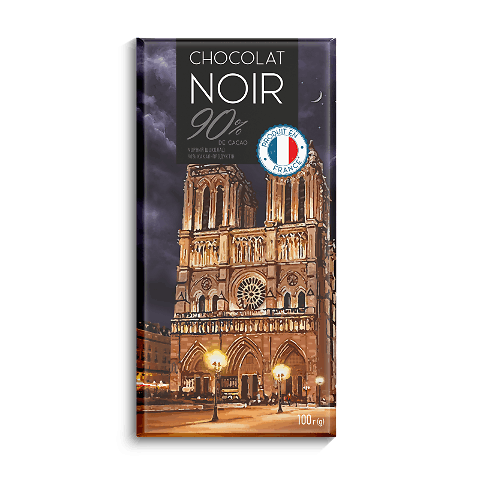 CHOCOLAT
NOIR
90%
DE CACAO
PRODUIT EN
FRANCE
100 г (g)